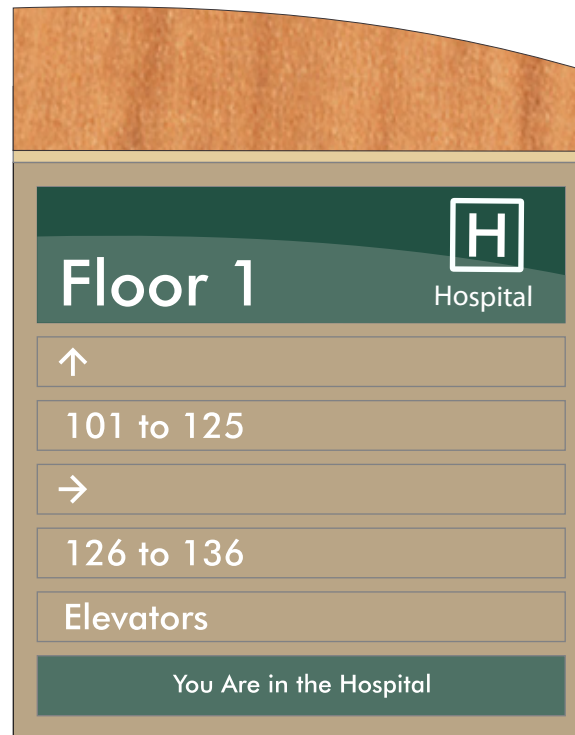 H
Floor 1
Hospital
↑
101 to 125
→
126 to 136
Elevators
You Are in the Hospital